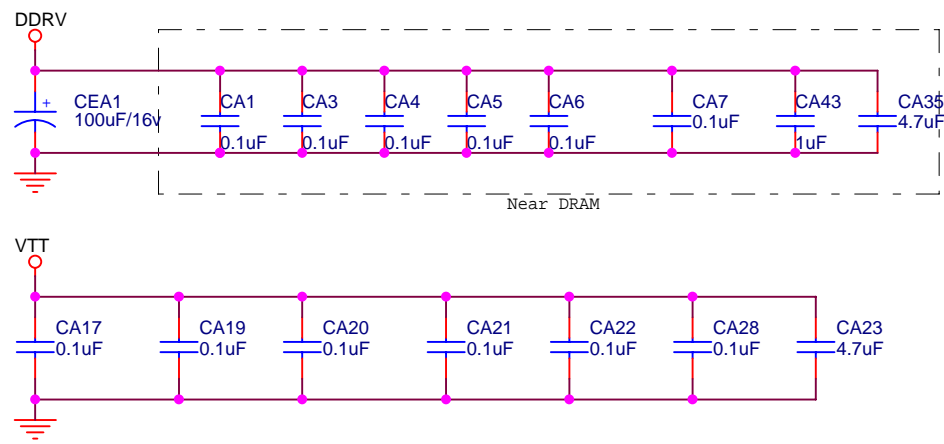 DDRV
+
CEA1
100uF/16v
CA1
0.1uF
CA3
0.1uF
CA4
0.1uF
CA5
0.1uF
CA6
0.1uF
CA7
0.1uF
CA43
1uF
CA35
4.7uF
Near DRAM
VTT
CA17
0.1uF
CA19
0.1uF
CA20
0.1uF
CA21
0.1uF
CA22
0.1uF
CA28
0.1uF
CA23
4.7uF